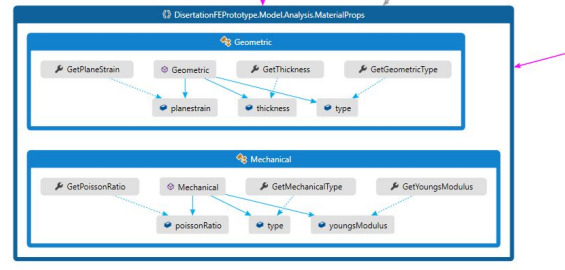 DisertationFEPrototype.Model.Analysis.MaterialProps
Geometric
GetPlaneStrain Geometric GetThickness GetGeometricType
planestrain thickness type
Mechanical
GetPoissonRatio Mechanical GetMechanicalType GetYoungsModulus
poissonRatio type youngsModulus